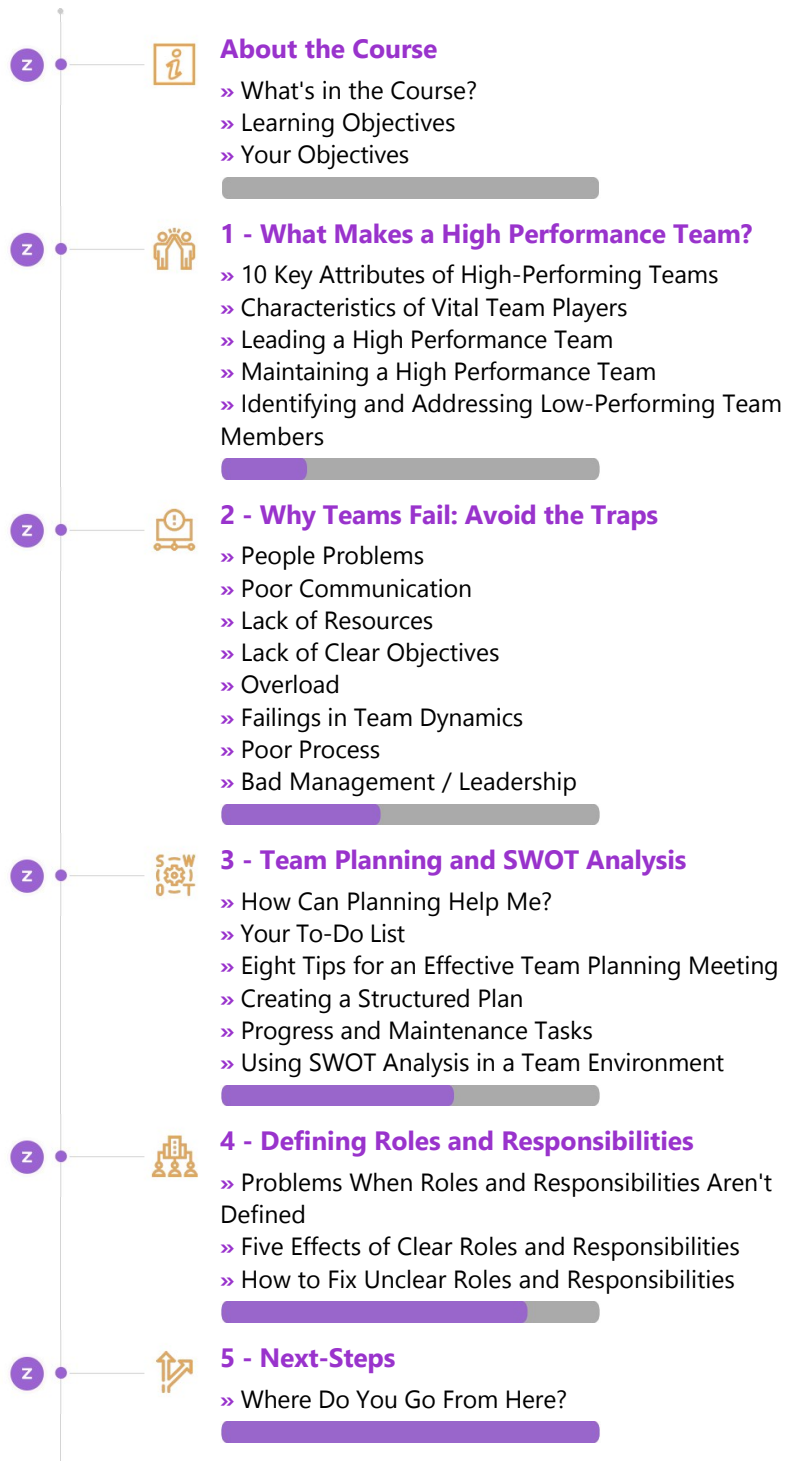 Z
About the Course
» What's in the Course?
» Learning Objectives
» Your Objectives
Z
1 - What Makes a High Performance Team?
» 10 Key Attributes of High-Performing Teams
» Characteristics of Vital Team Players
» Leading a High Performance Team
» Maintaining a High Performance Team
» Identifying and Addressing Low-Performing Team
Members
Z
2 - Why Teams Fail: Avoid the Traps
» People Problems
» Poor Communication
» Lack of Resources
» Lack of Clear Objectives
» Overload
» Failings in Team Dynamics
» Poor Process
» Bad Management / Leadership
Z
S W
O T
3 - Team Planning and SWOT Analysis
» How Can Planning Help Me?
» Your To-Do List
» Eight Tips for an Effective Team Planning Meeting
» Creating a Structured Plan
» Progress and Maintenance Tasks
» Using SWOT Analysis in a Team Environment
Z
4 - Defining Roles and Responsibilities
» Problems When Roles and Responsibilities Aren't
Defined
» Five Effects of Clear Roles and Responsibilities
» How to Fix Unclear Roles and Responsibilities
Z
5 - Next-Steps
» Where Do You Go From Here?